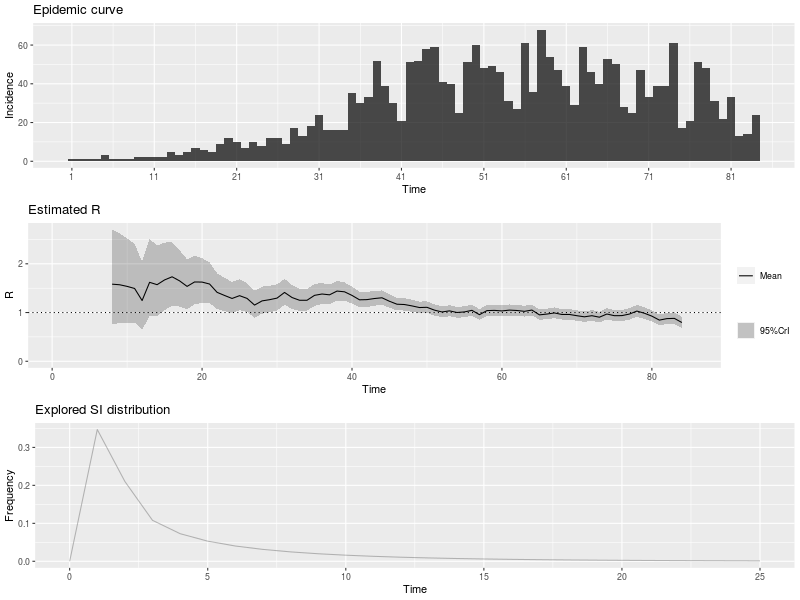 Epidemic curve
60
40
20
0
Incidence
1 11 21 31 41 51 61 71 81
Time
Estimated R
2
1
0
R
0 20 40 60 80
Time
Mean
95%CrI
Explored SI distribution
0.3
0.2
0.1
0.0
Frequency
0 5 10 15 20 25
Time